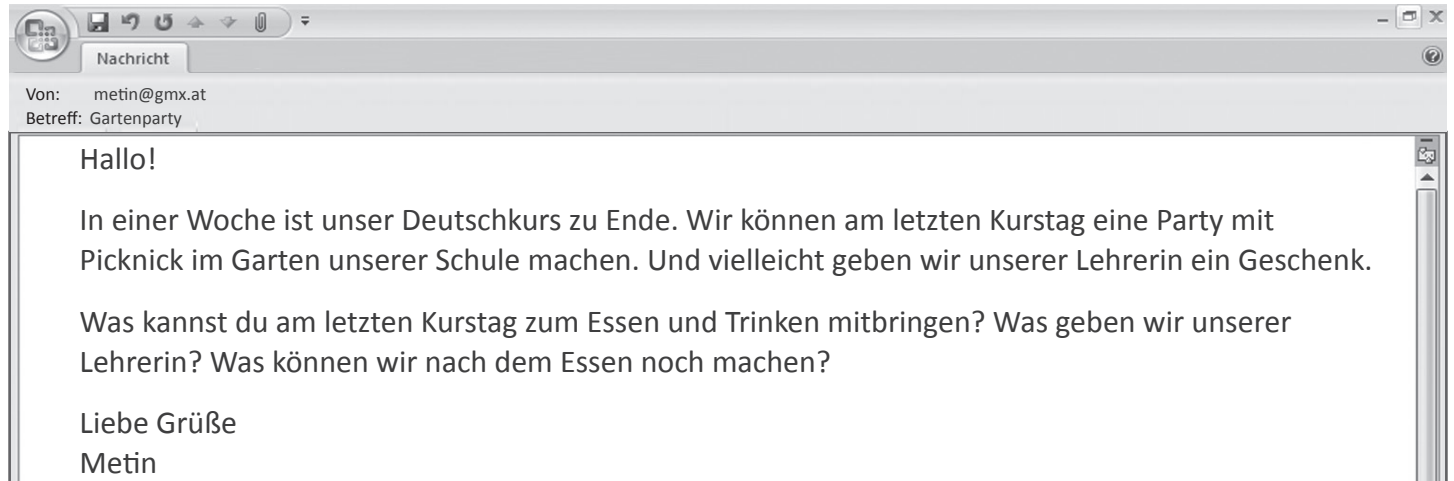 Nachricht
Von: metin@gmx.at
Betreff: Gartenparty
Hallo!
In einer Woche ist unser Deutschkurs zu Ende. Wir können am letzten Kurstag eine Party mit
Picknick im Garten unserer Schule machen. Und vielleicht geben wir unserer Lehrerin ein Geschenk.
Was kannst du am letzten Kurstag zum Essen und Trinken mitbringen? Was geben wir unserer
Lehrerin? Was können wir nach dem Essen noch machen?
Liebe Grüße
Metin